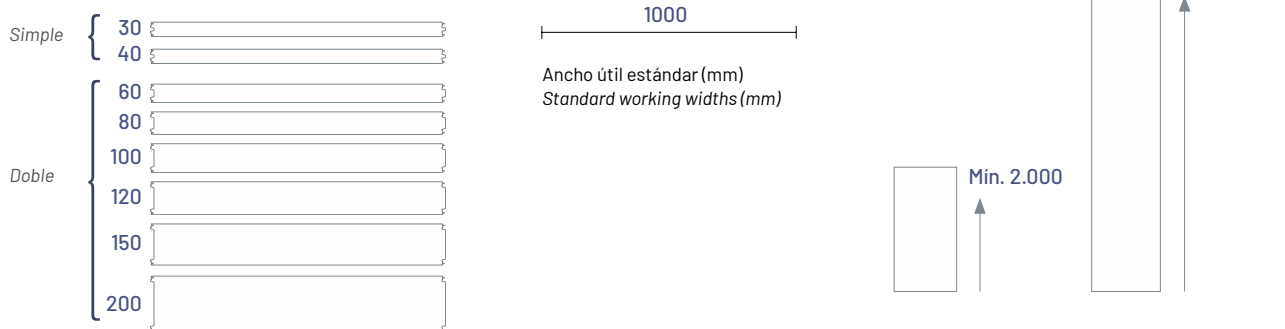 Simple
30
40
Doble
60
80
100
120
150
200
1000
Ancho útil estándar (mm)
Standard working widths (mm)
Mín. 2.000